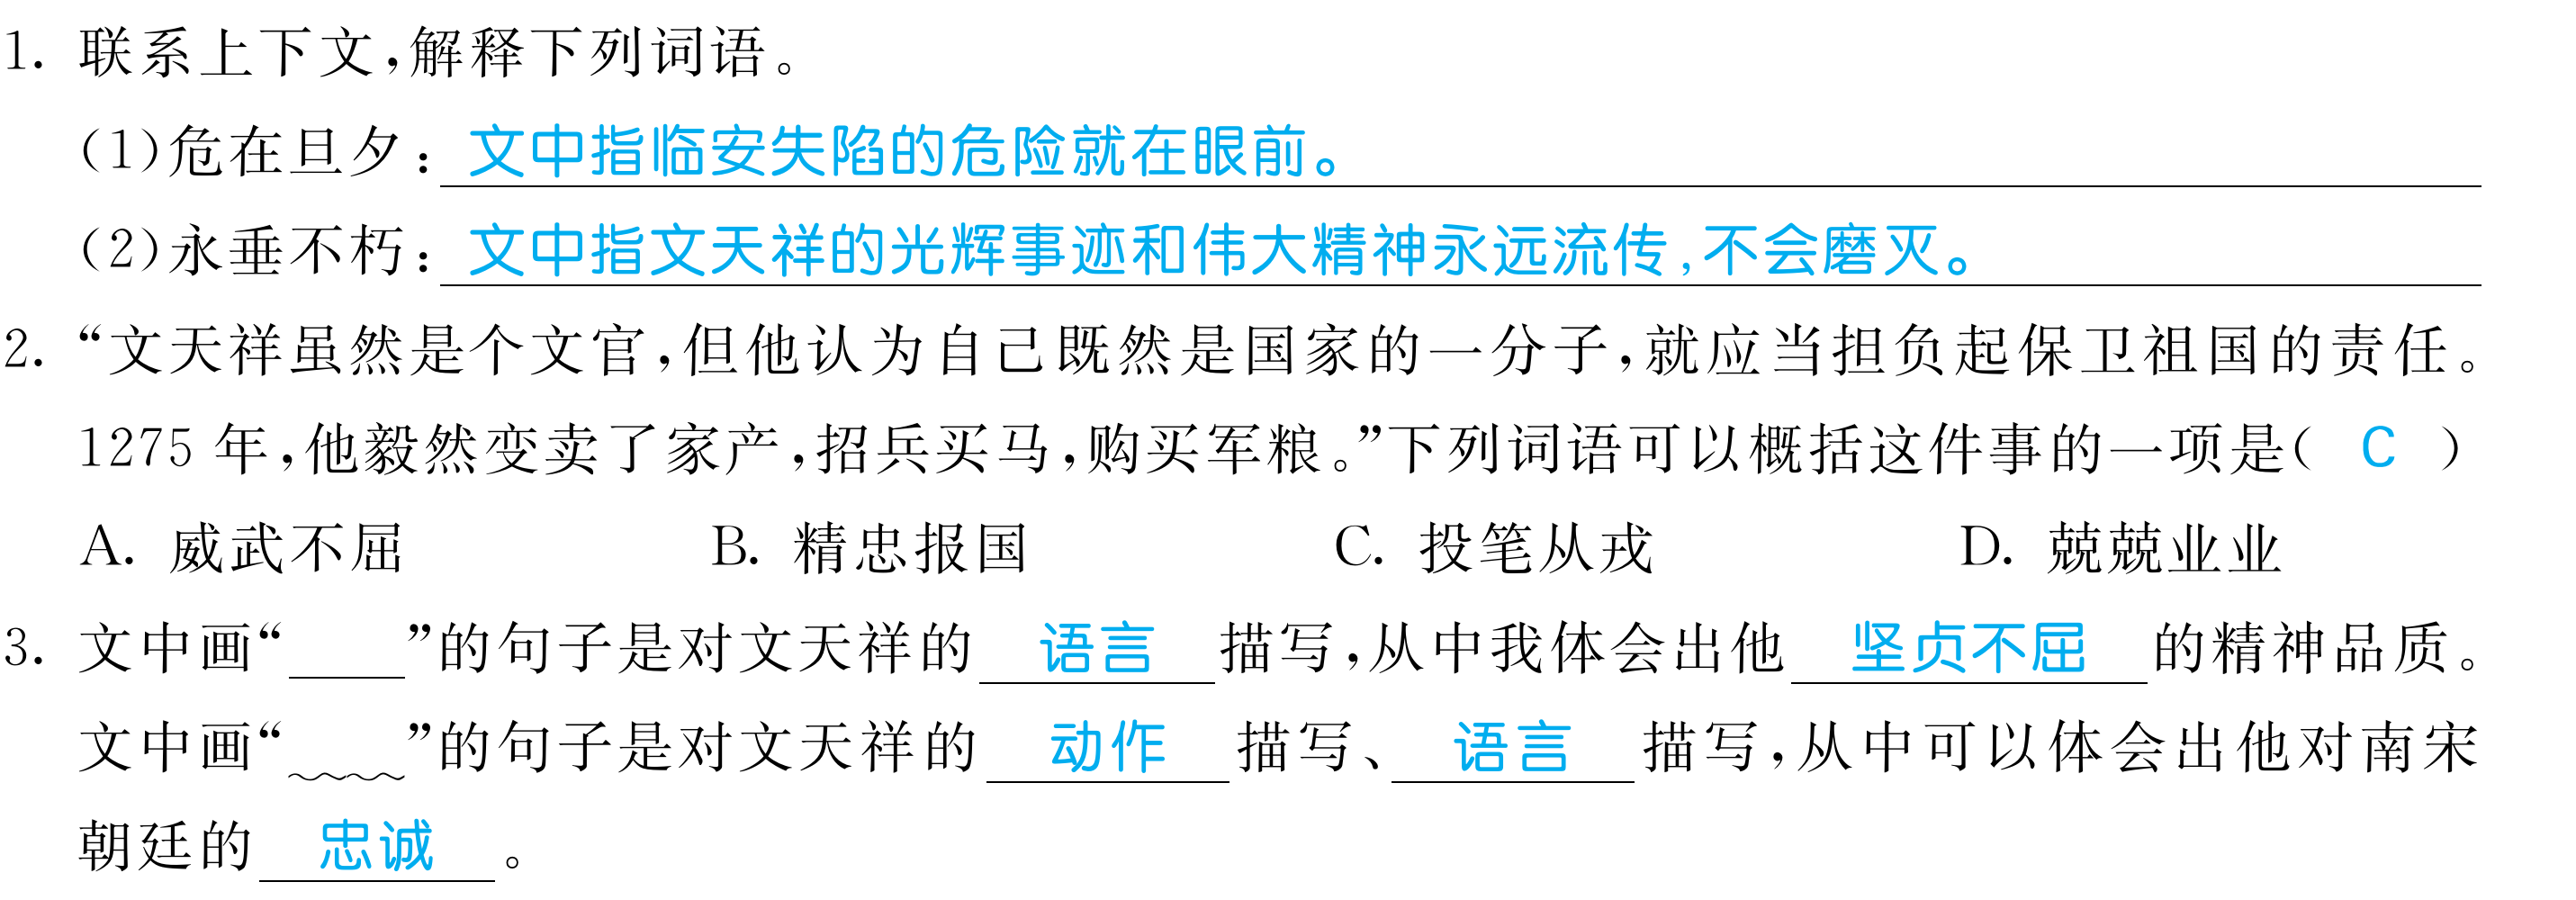 1. 联系上下文,解释下列词语。
(1)危在旦夕:文中指临安失陷的危险就在眼前。
(2)永垂不朽:文中指文天祥的光辉事迹和伟大精神永远流传,不会磨灭。
2. “文天祥虽然是个文官,但他认为自己既然是国家的一分子,就应当担负起保卫祖国的责任。
1275 年,他毅然变卖了家产,招兵买马,购买军粮。”下列词语可以概括这件事的一项是( C )
A. 威武不屈 B. 精忠报国 C. 投笔从戎 D. 兢兢业业
3. 文中画“____”的句子是对文天祥的 语言 描写,从中我体会出他 坚贞不屈 的精神品质。
文中画“﹏﹏”的句子是对文天祥的 动作 描写、 语言 描写,从中可以体会出他对南宋
朝廷的 忠诚 。